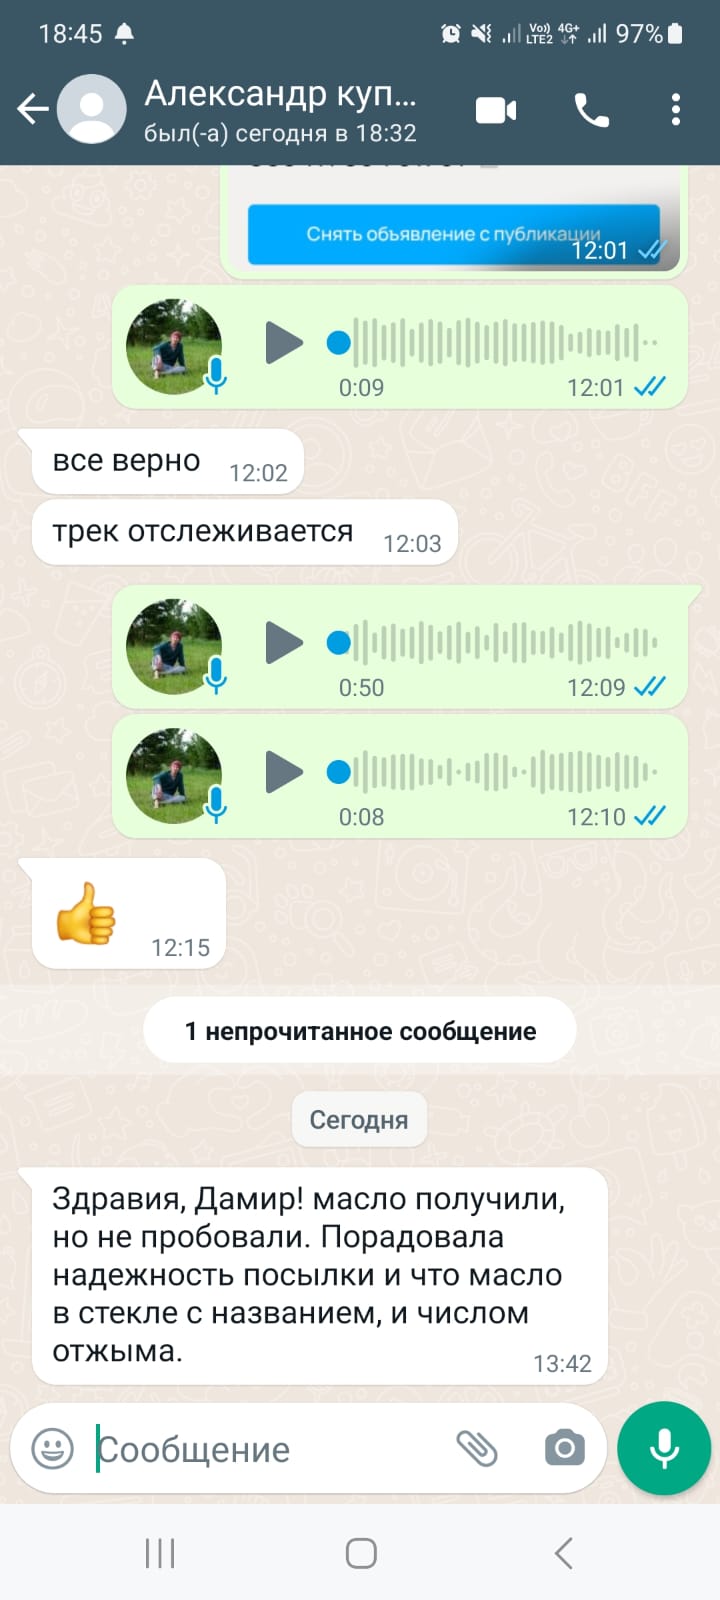 18:45
Vo)) 4G+
LTE2
97%
Александр куп...
был(-а) сегодня в 18:32
Снять объявление с публикации
12:01
0:09
12:01
все верно
12:02
трек отслеживается
12:03
0:50
12:09
0:08
12:10
12:15
1 непрочитанное сообщение
Сегодня
Здравия, Дамир! масло получили,
но не пробовали. Порадовала
надежность посылки и что масло
в стекле с названием, и числом
отжыма.
13:42
Сообщение